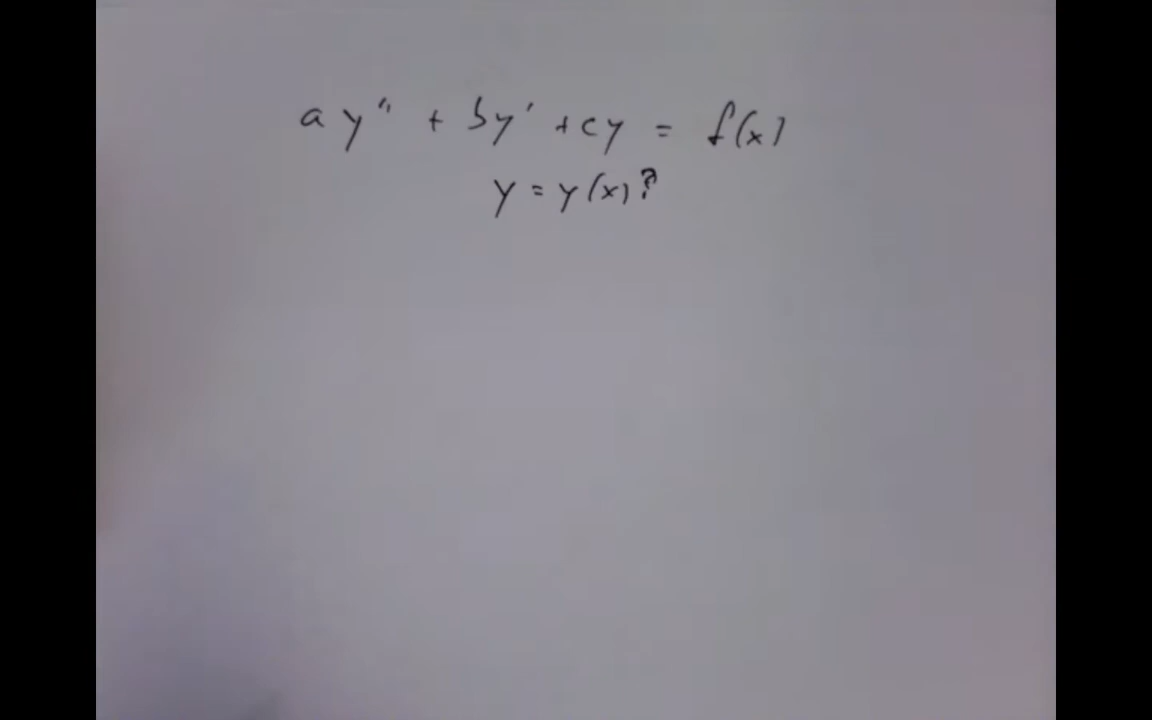 ay'' + by' + cy = f(x)
y = y(x)?